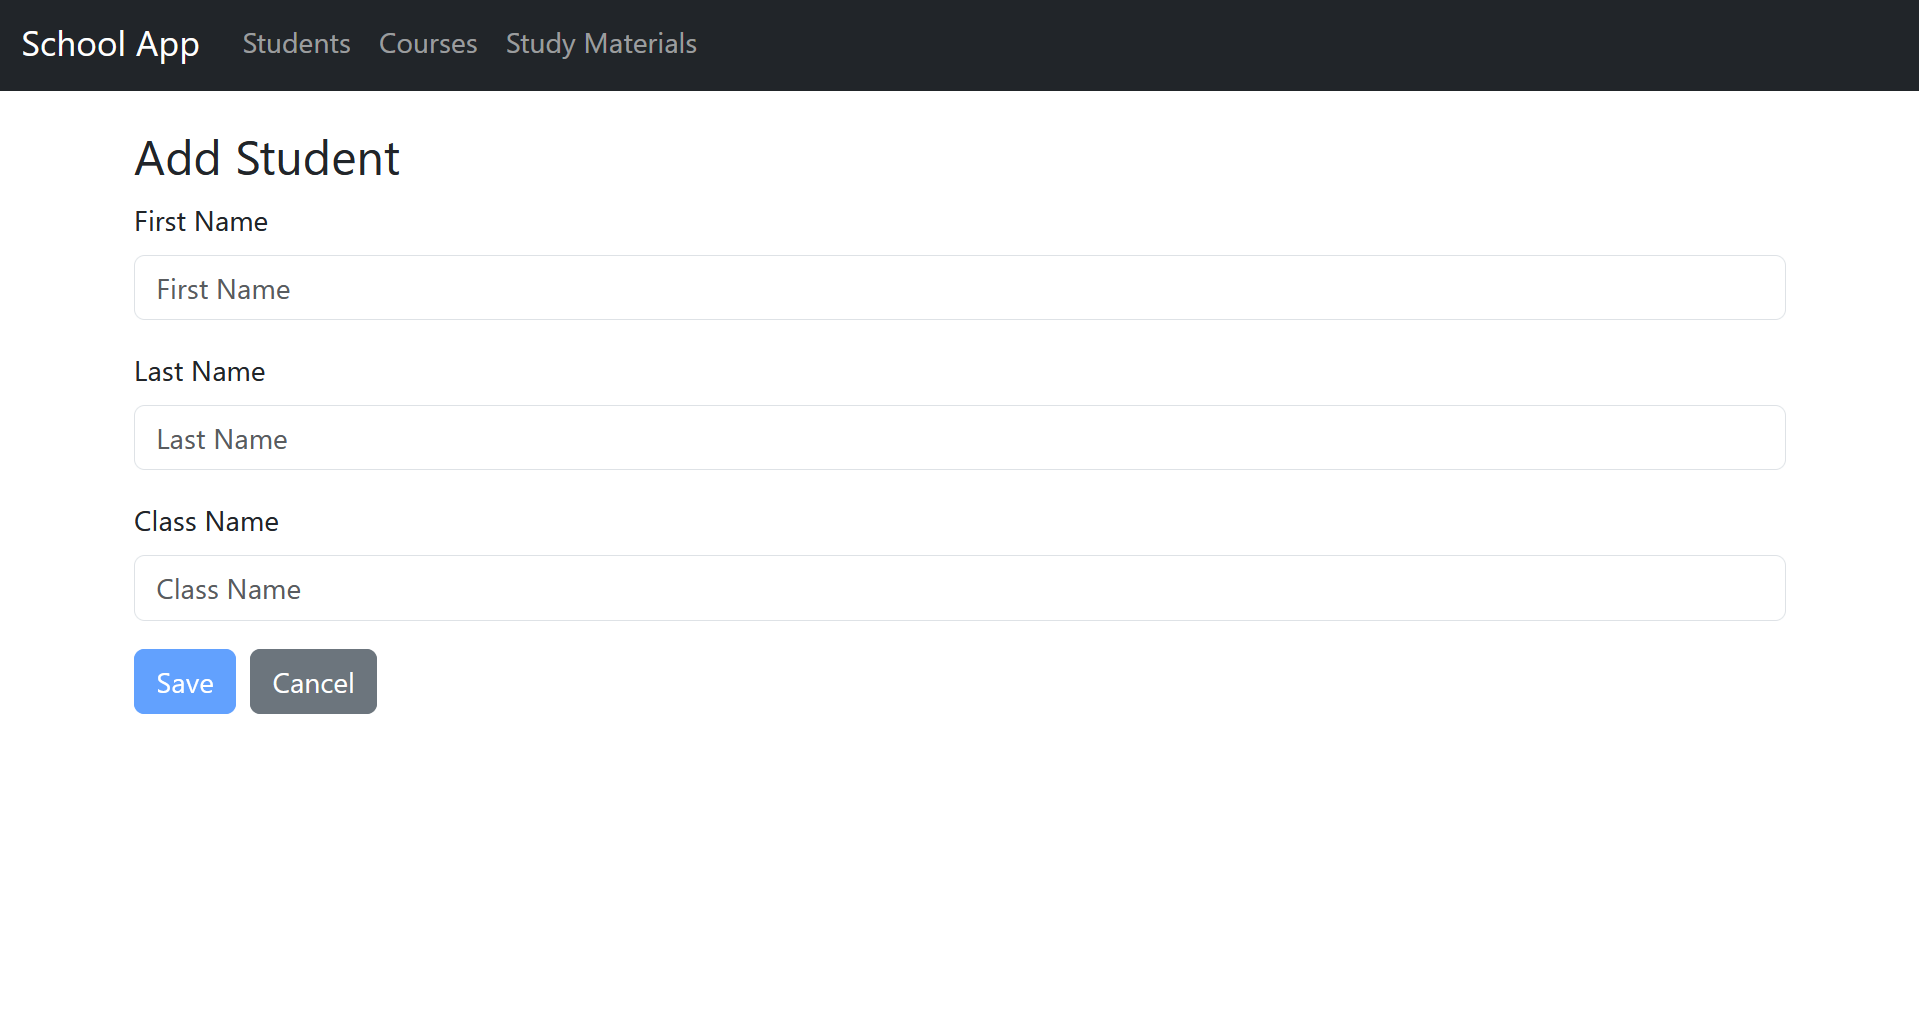 School App Students Courses Study Materials
Add Student
First Name
First Name
Last Name
Last Name
Class Name
Class Name
Save Cancel